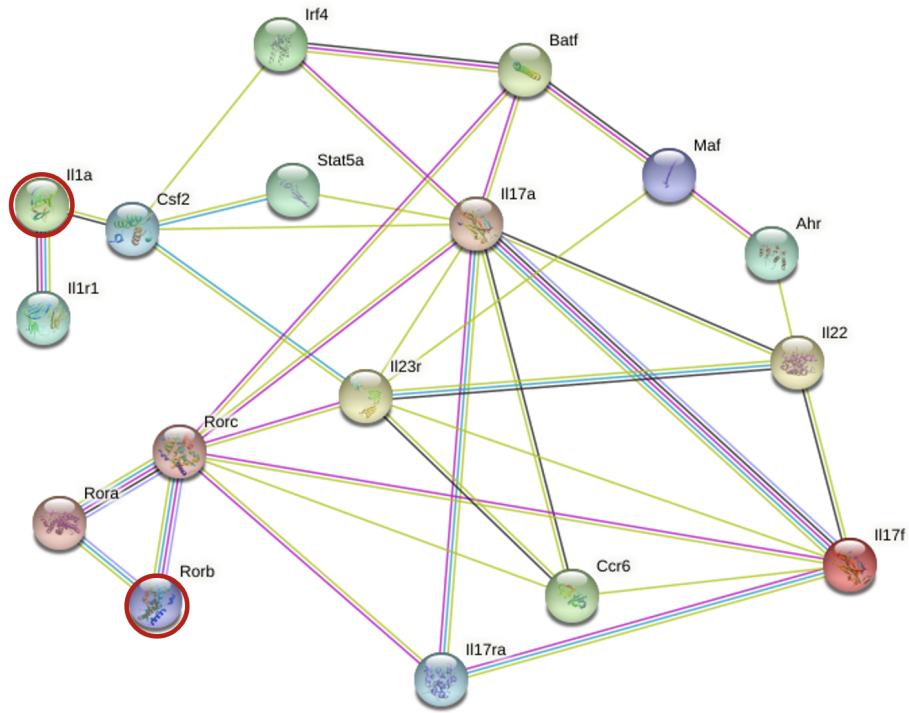 Irf4
Batf
Maf
Stat5a
Il1a
Csf2
Il17a
Ahr
Il1r1
Il22
Il23r
Rorc
Rora
Il17f
Ccr6
Rorb
Il17ra